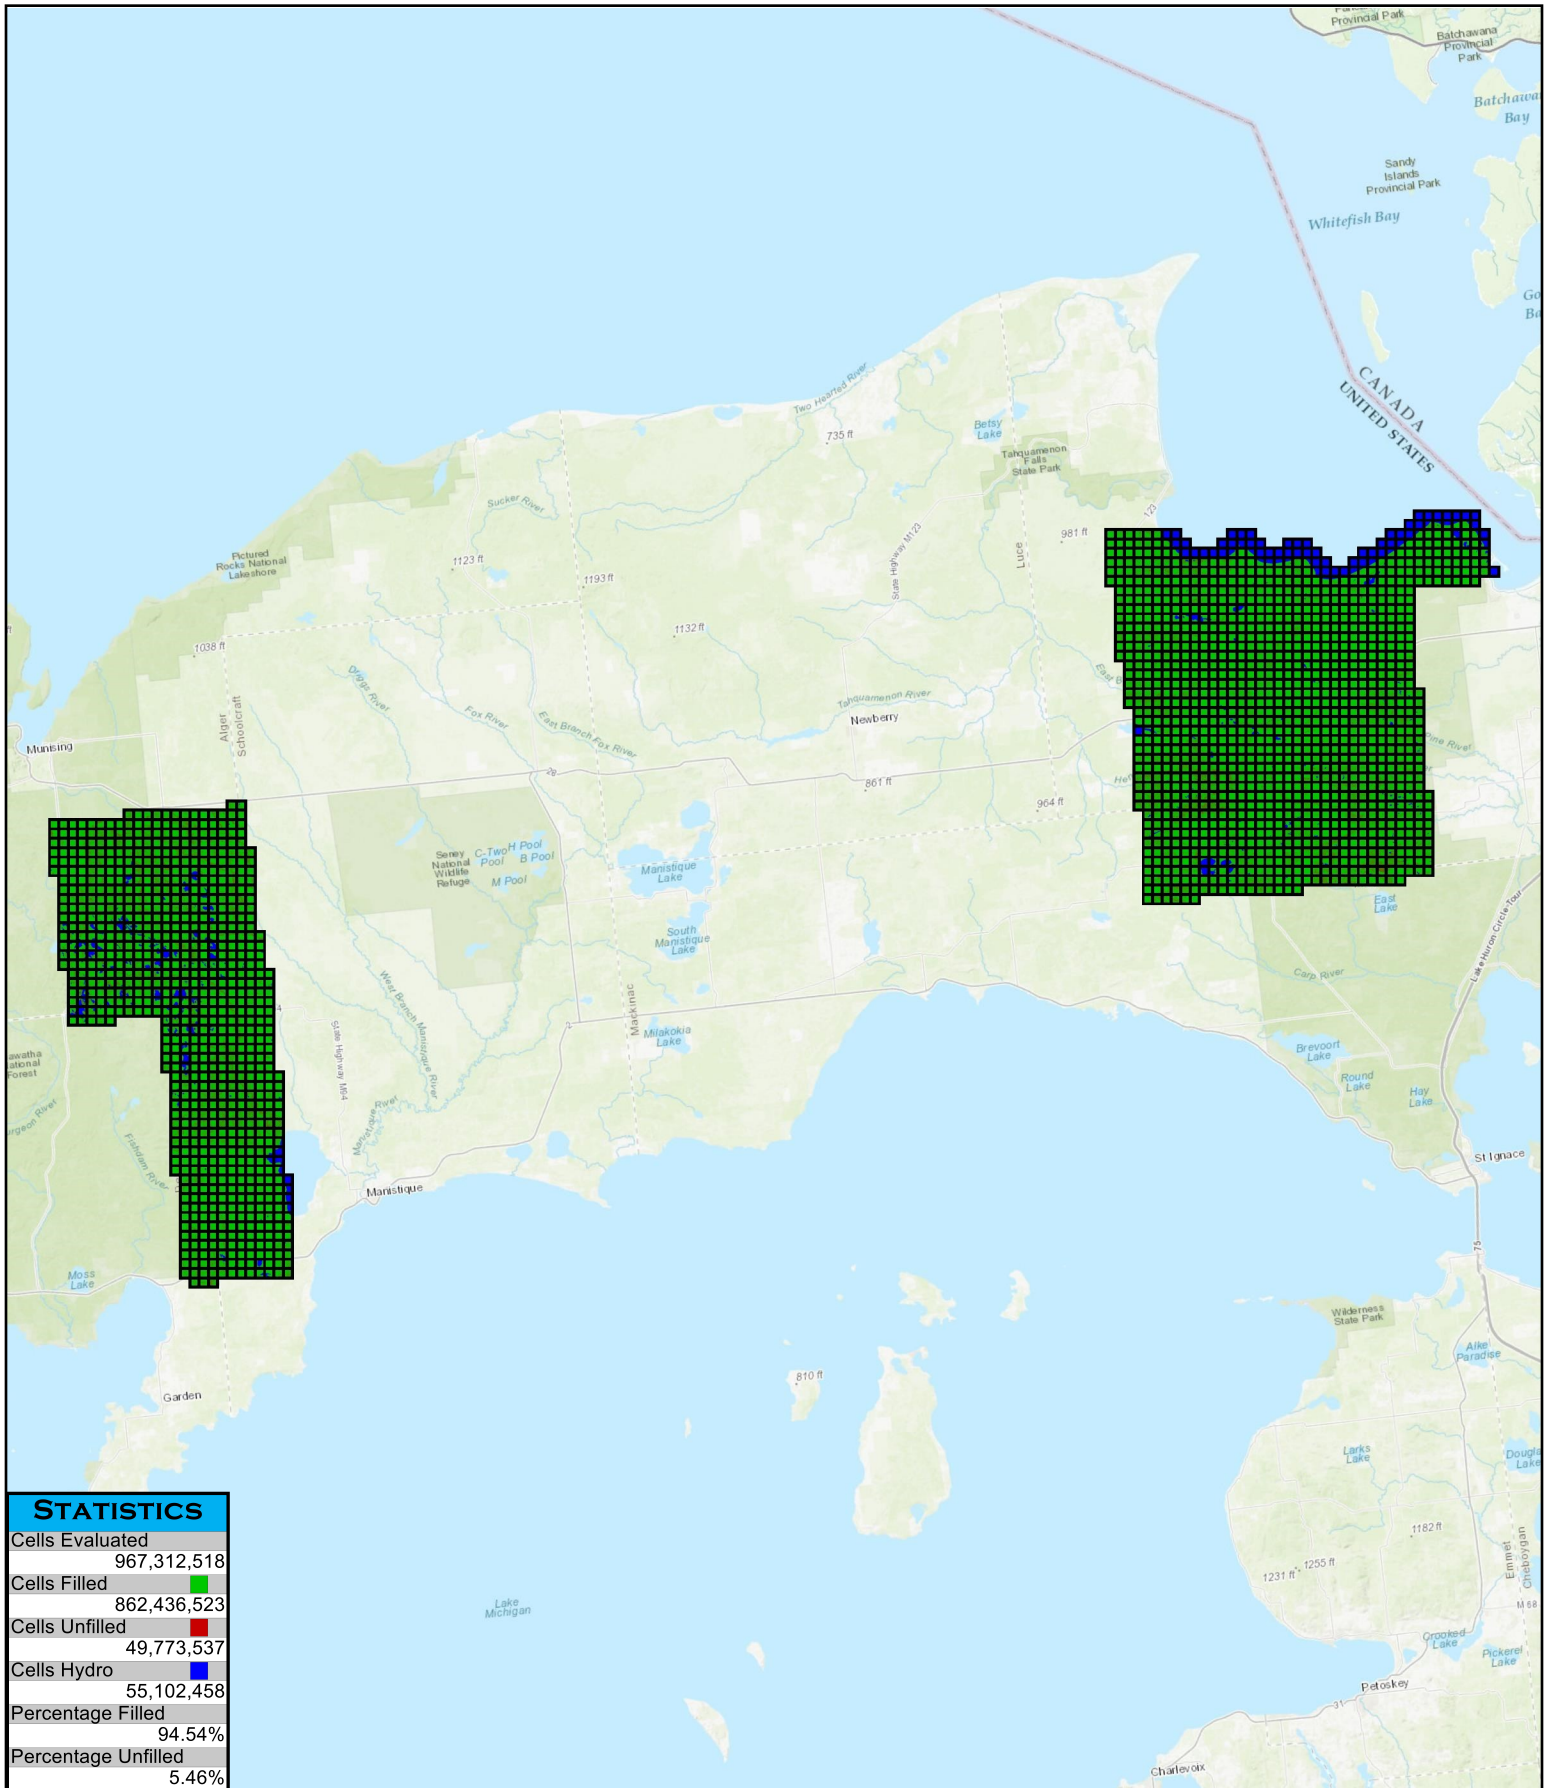 Provincial Park
Batchawana
Provincial
Park
Bay
Sandy
Islands
Provincial Park
Whitefish Bay
CANADA
UNITED STATES
Two Hearted River
735 ft
Betsy
Lake
Tahquamenon
Falls
State Park
123
Sucker River
981 ft
Luce
State Highway M123
Pictured
Rocks National
Lakeshore
1123 ft
1193 ft
1132 ft
1038 ft
Driggs River
Fox River
East Branch Fox River
Tahquamenon River
Newberry
Alger
Schoolcraft
Munising
28
861 ft
964 ft
Pine River
Seney
National
Wildlife
Refuge
C-Two
Pool
H Pool
B Pool
M Pool
Manistique
Lake
South
Manistique
Lake
East
Lake
Lake Huron Circle-Tour
Carp River
West Branch Manistique River
State Highway M94
Mackinac
2
Milakokia
Lake
Brevoort
Lake
Round
Lake
Hay
Lake
Manistique River
Fishdam River
Manistique
St Ignace
75
Moss
Lake
Garden
810 ft
Wilderness
State Park
Paradise
Larks
Lake
Lake
1182 ft
1255 ft
1231 ft
Emmet
Cheboygan
M 68
Crooked
Lake
Pickerel
Lake
Petoskey
31
Charlevoix
Lake
Michigan
STATISTICS
Cells Evaluated
967,312,518
Cells Filled
862,436,523
Cells Unfilled
49,773,537
Cells Hydro
55,102,458
Percentage Filled
94.54%
Percentage Unfilled
5.46%